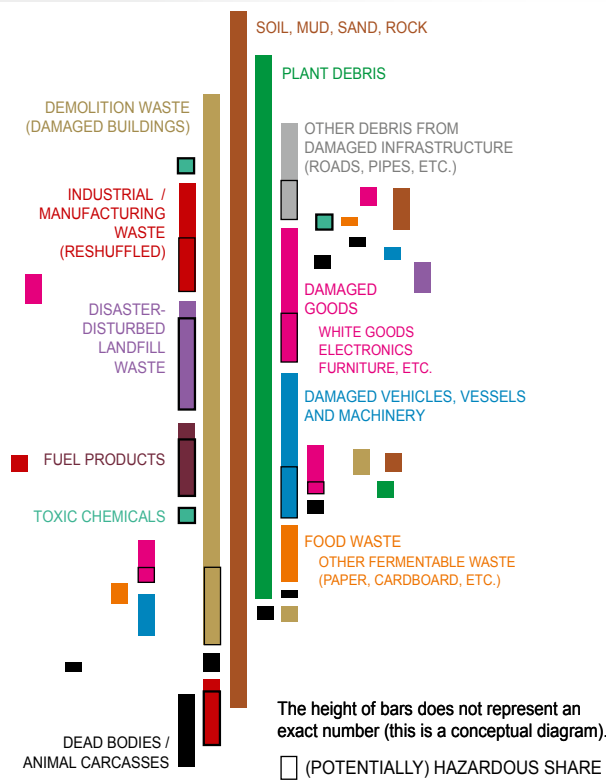 SOIL, MUD, SAND, ROCK
PLANT DEBRIS
DEMOLITION WASTE
(DAMAGED BUILDINGS)
OTHER DEBRIS FROM
DAMAGED INFRASTRUCTURE
(ROADS, PIPES, ETC.)
INDUSTRIAL /
MANUFACTURING
WASTE
(RESHUFFLED)
DAMAGED
GOODS
WHITE GOODS
ELECTRONICS
FURNITURE, ETC.
DISASTER-
DISTURBED
LANDFILL
WASTE
DAMAGED VEHICLES, VESSELS
AND MACHINERY
FUEL PRODUCTS
TOXIC CHEMICALS
FOOD WASTE
OTHER FERMENTABLE WASTE
(PAPER, CARDBOARD, ETC.)
DEAD BODIES /
ANIMAL CARCASSES
The height of bars does not represent an
exact number (this is a conceptual diagram).
(POTENTIALLY) HAZARDOUS SHARE